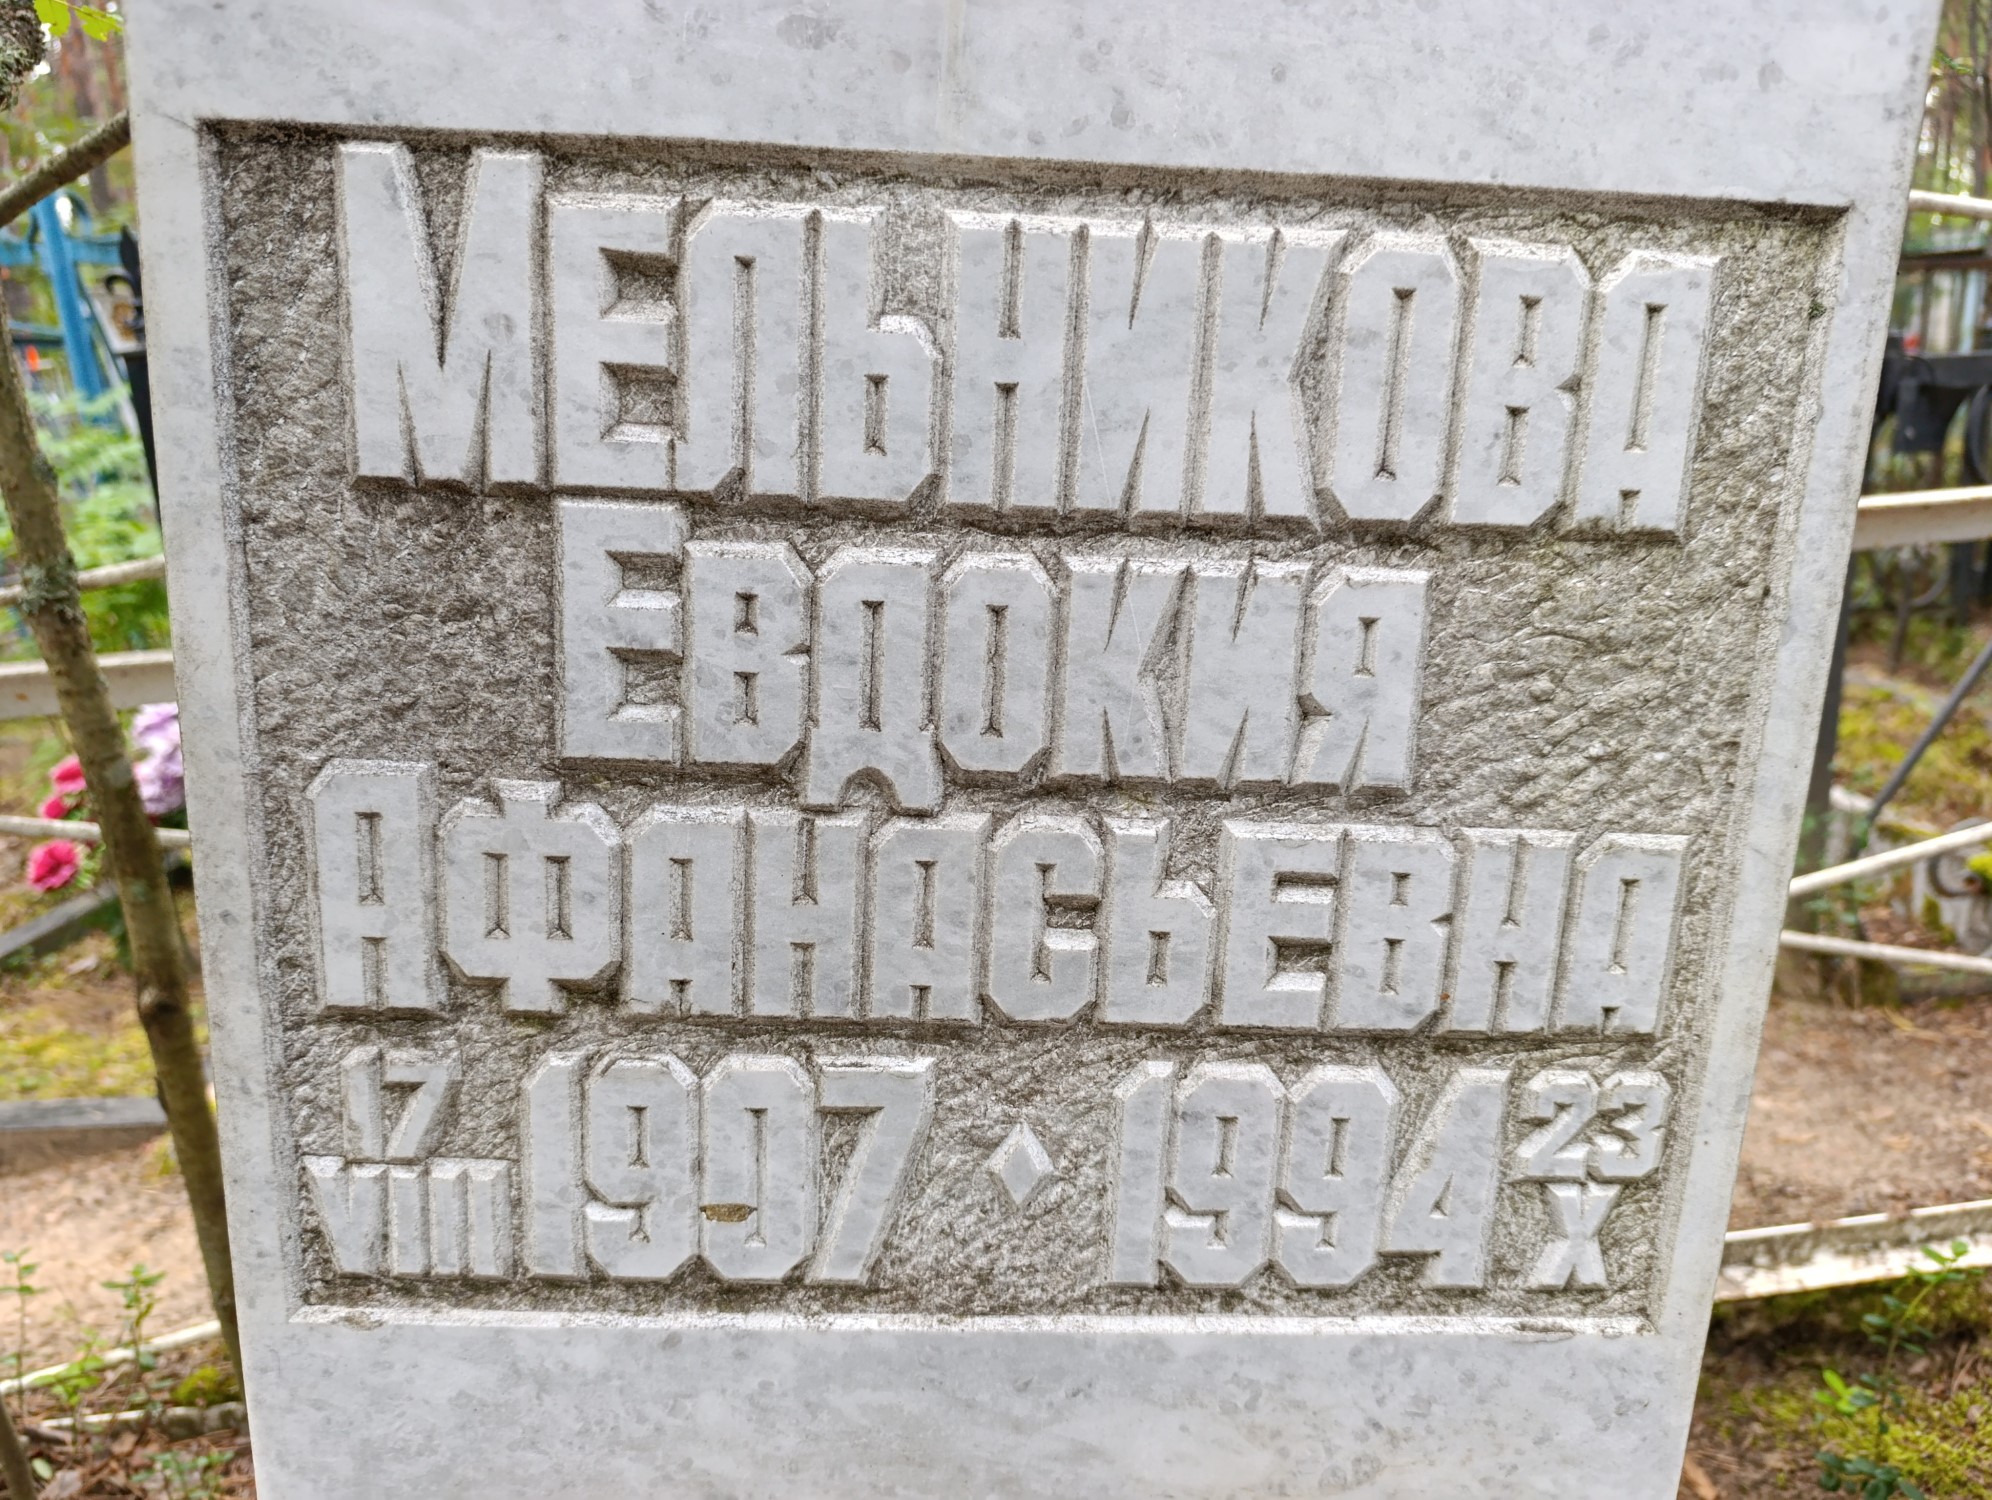 Мельникова
Евдокия
Афанасьевна
17 VIII 1907 ◊ 1994 23 X